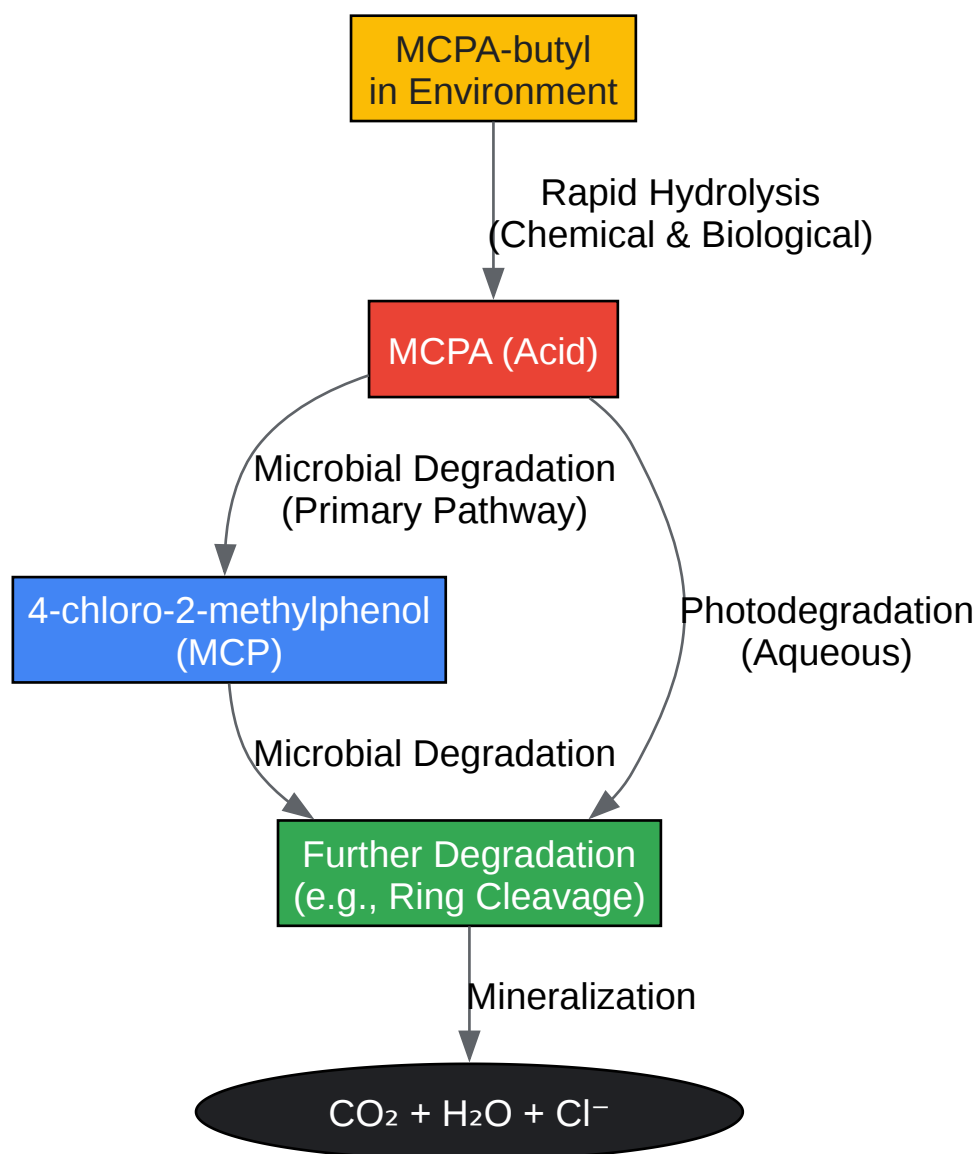 MCPA-butyl
in Environment
Rapid Hydrolysis
(Chemical & Biological)
MCPA (Acid)
Microbial Degradation
(Primary Pathway)
4-chloro-2-methylphenol
(MCP)
Photodegradation
(Aqueous)
Microbial Degradation
Further Degradation
(e.g., Ring Cleavage)
Mineralization
CO₂ + H₂O + Cl⁻